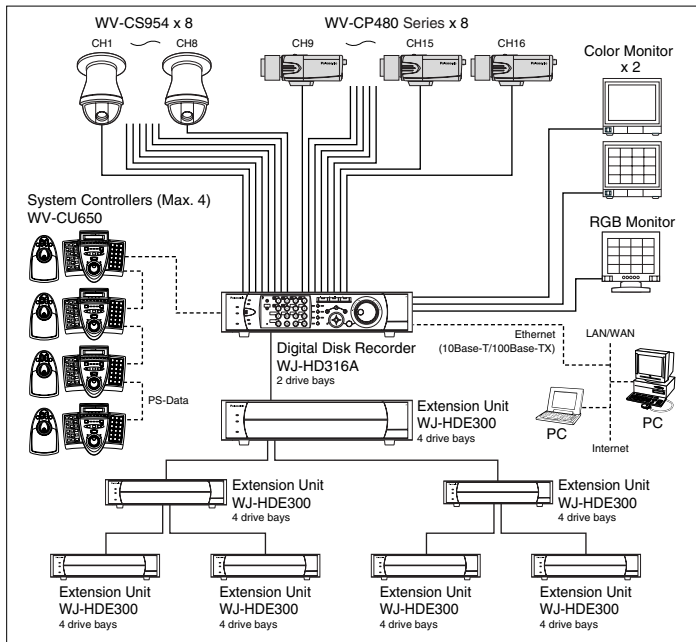 WV-CS954 x 8
WV-CP480 Series x 8
CH1
CH8
CH9
CH15
CH16
Color Monitor
x 2
System Controllers (Max. 4)
WV-CU650
RGB Monitor
PS-Data
Digital Disk Recorder
WJ-HD316A
2 drive bays
Ethernet
(10Base-T/100Base-TX)
LAN/WAN
PC
PC
Internet
Extension Unit
WJ-HDE300
4 drive bays
Extension Unit
WJ-HDE300
4 drive bays
Extension Unit
WJ-HDE300
4 drive bays
Extension Unit
WJ-HDE300
4 drive bays
Extension Unit
WJ-HDE300
4 drive bays
Extension Unit
WJ-HDE300
4 drive bays
Extension Unit
WJ-HDE300
4 drive bays